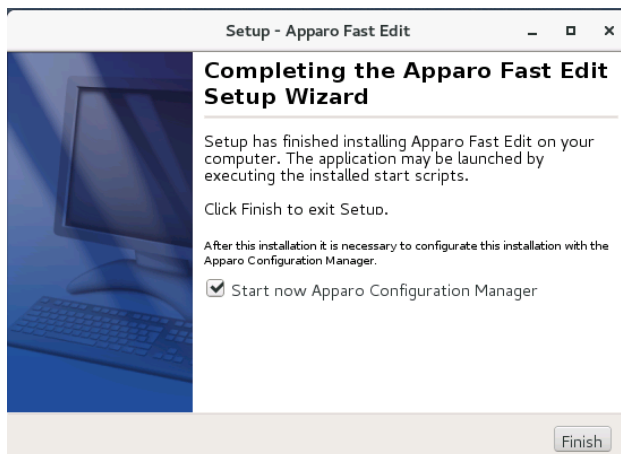 Setup - Apparo Fast Edit
Completing the Apparo Fast Edit
Setup Wizard
Setup has finished installing Apparo Fast Edit on your
computer. The application may be launched by
executing the installed start scripts.
Click Finish to exit Setup.
After this installation it is necessary to configurate this installation with the
Apparo Configuration Manager.
Start now Apparo Configuration Manager
Finish